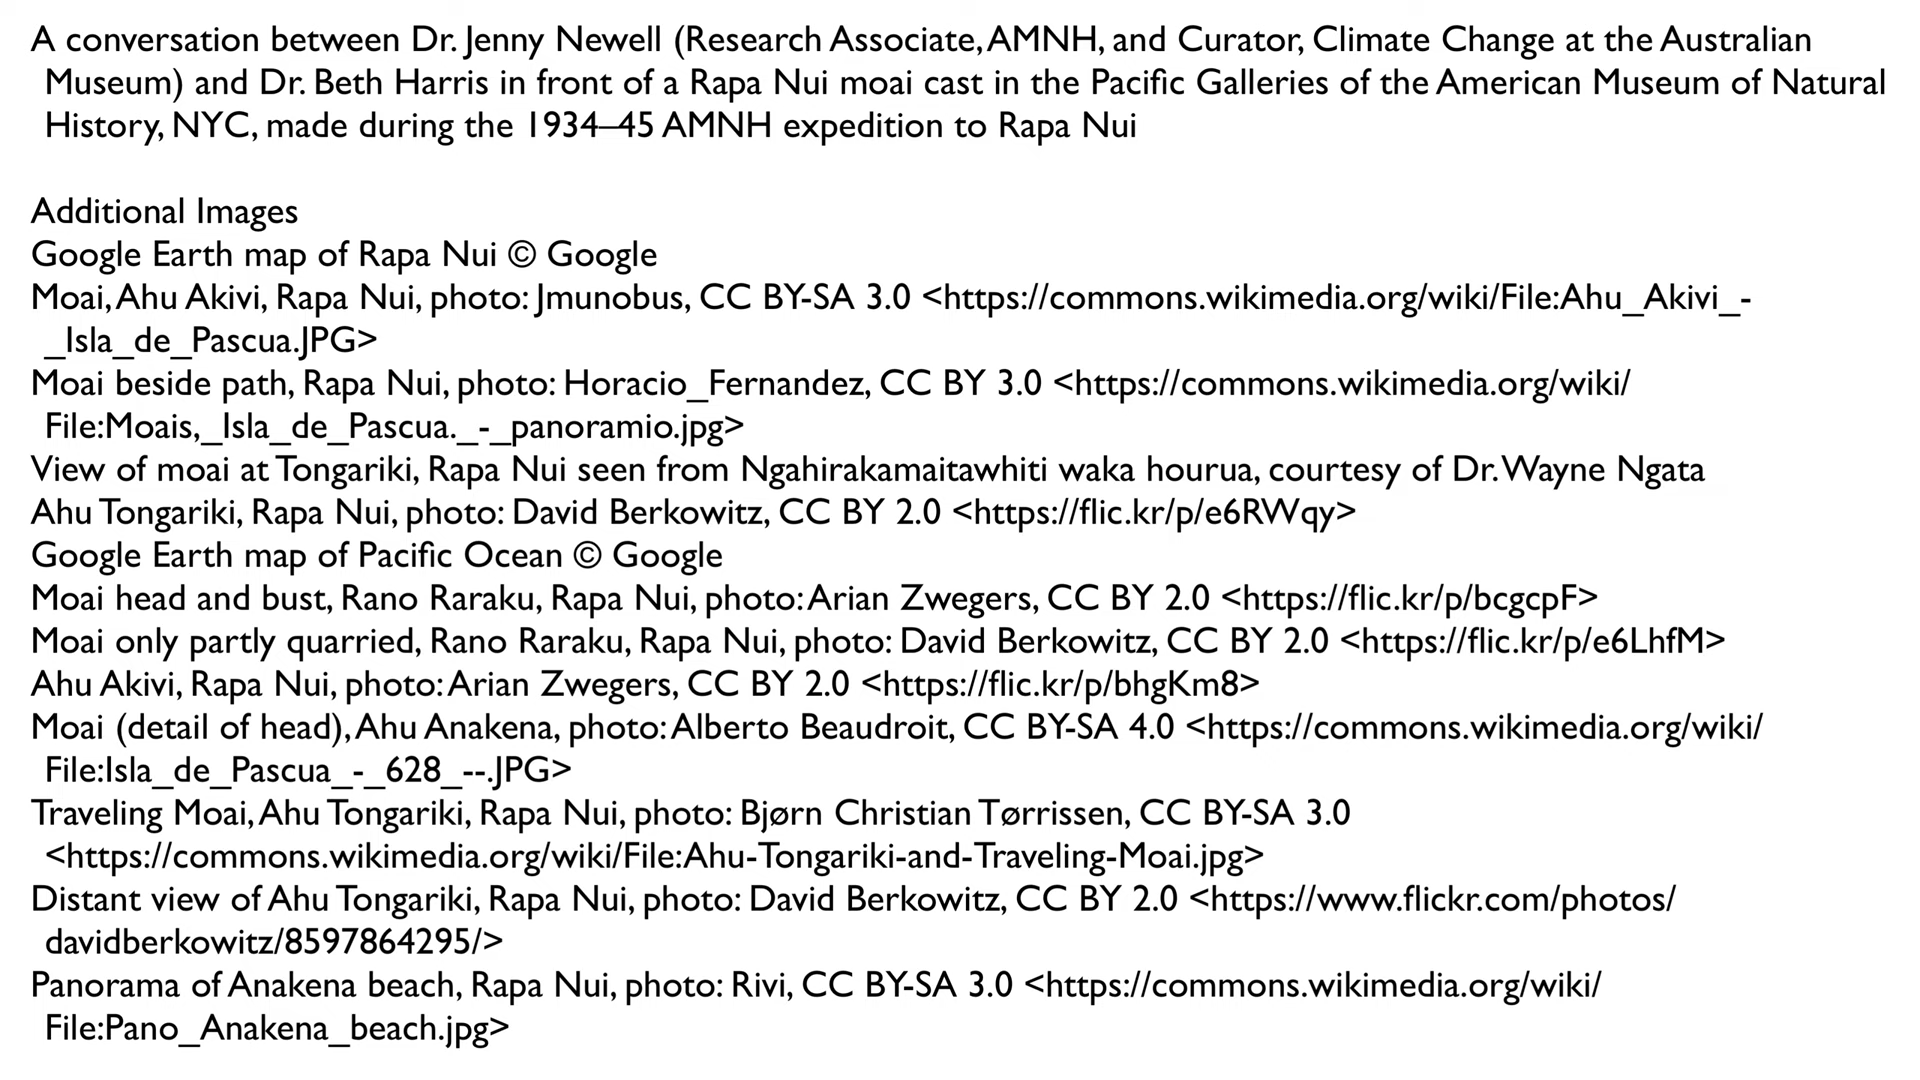 A conversation between Dr. Jenny Newell (Research Associate, AMNH, and Curator, Climate Change at the Australian
Museum) and Dr. Beth Harris in front of a Rapa Nui moai cast in the Pacific Galleries of the American Museum of Natural
History, NYC, made during the 1934–45 AMNH expedition to Rapa Nui
Additional Images
Google Earth map of Rapa Nui © Google
Moai, Ahu Akivi, Rapa Nui, photo: Jmunobus, CC BY-SA 3.0 <https://commons.wikimedia.org/wiki/File:Ahu_Akivi_-
_Isla_de_Pascua.JPG>
Moai beside path, Rapa Nui, photo: Horacio_Fernandez, CC BY 3.0 <https://commons.wikimedia.org/wiki/
File:Moais,_Isla_de_Pascua._-_panoramio.jpg>
View of moai at Tongariki, Rapa Nui seen from Ngahirakamaitawhiti waka hourua, courtesy of Dr. Wayne Ngata
Ahu Tongariki, Rapa Nui, photo: David Berkowitz, CC BY 2.0 <https://flic.kr/p/e6RWqy>
Google Earth map of Pacific Ocean © Google
Moai head and bust, Rano Raraku, Rapa Nui, photo: Arian Zwegers, CC BY 2.0 <https://flic.kr/p/bcgcpF>
Moai only partly quarried, Rano Raraku, Rapa Nui, photo: David Berkowitz, CC BY 2.0 <https://flic.kr/p/e6LhfM>
Ahu Akivi, Rapa Nui, photo: Arian Zwegers, CC BY 2.0 <https://flic.kr/p/bhgKm8>
Moai (detail of head), Ahu Anakena, photo: Alberto Beaudroit, CC BY-SA 4.0 <https://commons.wikimedia.org/wiki/
File:Isla_de_Pascua_-_628_--.JPG>
Traveling Moai, Ahu Tongariki, Rapa Nui, photo: Bjørn Christian Tørrissen, CC BY-SA 3.0
<https://commons.wikimedia.org/wiki/File:Ahu-Tongariki-and-Traveling-Moai.jpg>
Distant view of Ahu Tongariki, Rapa Nui, photo: David Berkowitz, CC BY 2.0 <https://www.flickr.com/photos/
davidberkowitz/8597864295/>
Panorama of Anakena beach, Rapa Nui, photo: Rivi, CC BY-SA 3.0 <https://commons.wikimedia.org/wiki/
File:Pano_Anakena_beach.jpg>